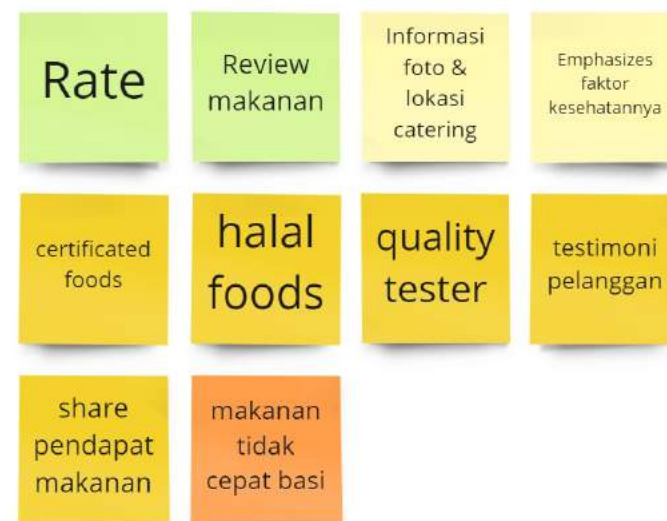 Rate
Review
makanan
Informasi
foto &
lokasi
catering
Emphasizes
faktor
kesehatannya
certificated
foods
halal
foods
quality
tester
testimoni
pelanggan
share
pendapat
makanan
makanan
tidak
cepat basi